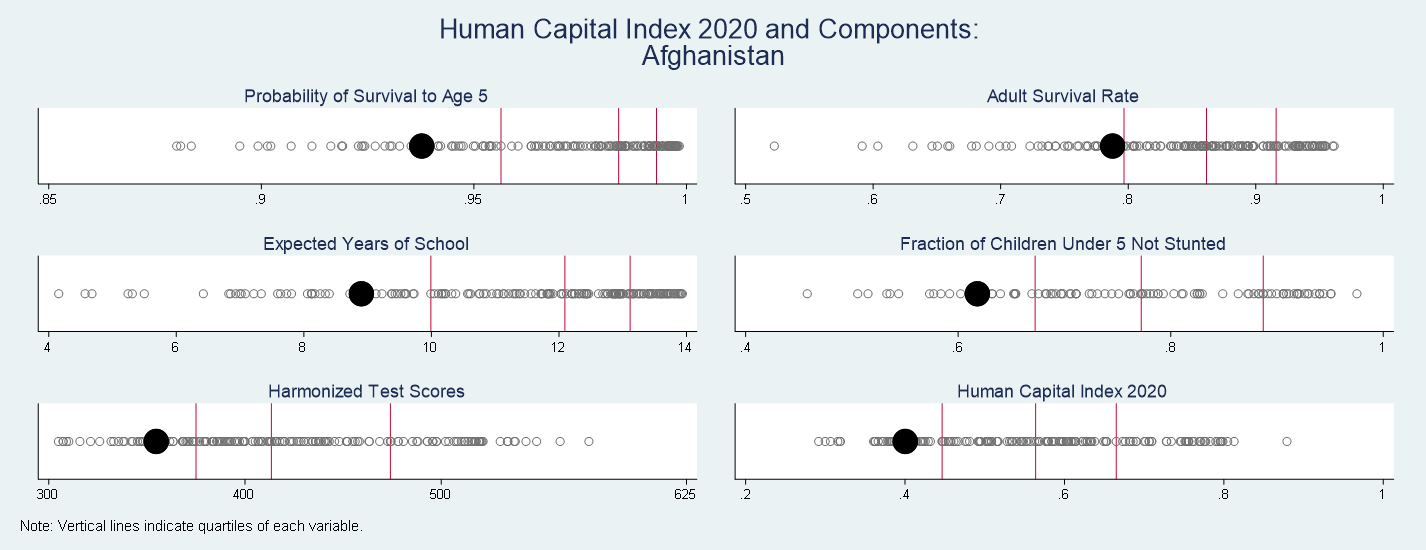 Human Capital Index 2020 and Components:
Afghanistan
Probability of Survival to Age 5
.85 .9 .95 1
Adult Survival Rate
.5 .6 .7 .8 .9 1
Expected Years of School
4 6 8 10 12 14
Fraction of Children Under 5 Not Stunted
.4 .6 .8 1
Harmonized Test Scores
300 400 500 625
Human Capital Index 2020
.2 .4 .6 .8 1
Note: Vertical lines indicate quartiles of each variable.